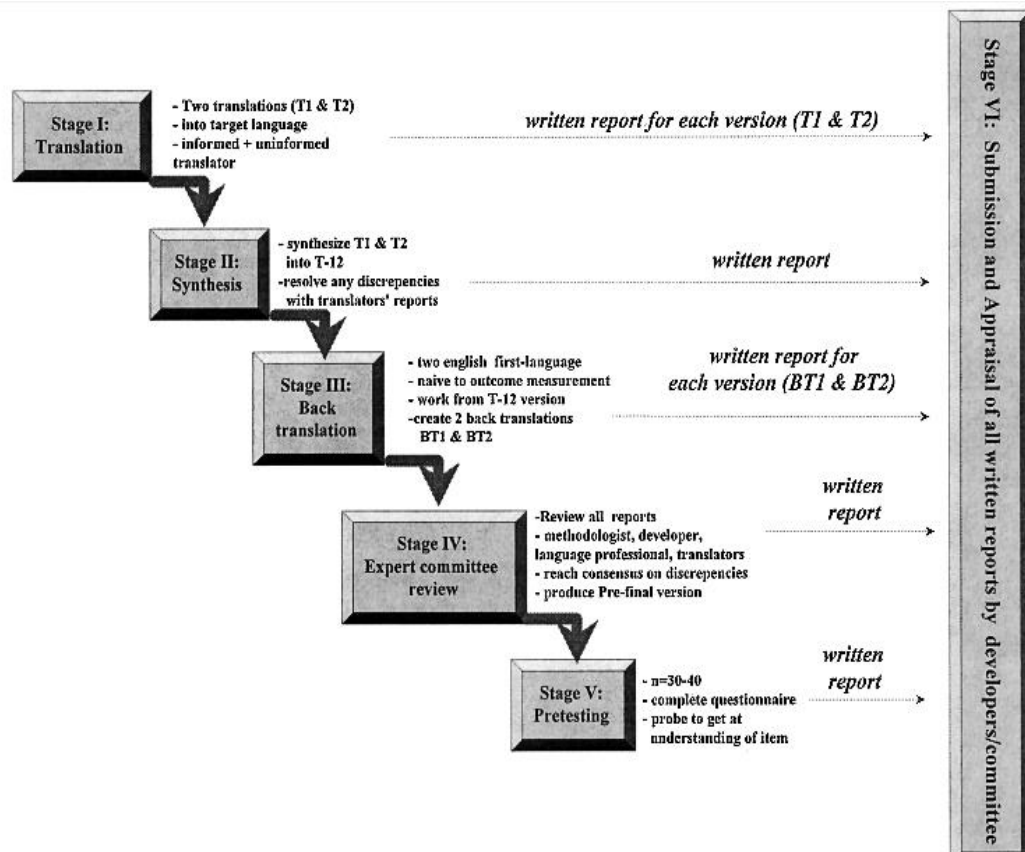 Stage I:
Translation
- Two translations (T1 & T2)
- into target language
- informed + uninformed
translator
written report for each version (T1 & T2)
Stage II:
Synthesis
- synthesize T1 & T2
into T-12
-resolve any discrepencies
with translators' reports
written report
Stage III:
Back
translation
- two english first-language
- naive to outcome measurement
- work from T-12 version
-create 2 back translations
BT1 & BT2
written report for
each version (BT1 & BT2)
Stage IV:
Expert committee
review
-Review all reports
- methodologist, developer,
language professional, translators
- reach consensus on discrepencies
- produce Pre-final version
written
report
Stage V:
Pretesting
- n=30-40
- complete questionnaire
- probe to get at
understanding of item
written
report
Stage VI: Submission and Appraisal of all written reports by developers/committee